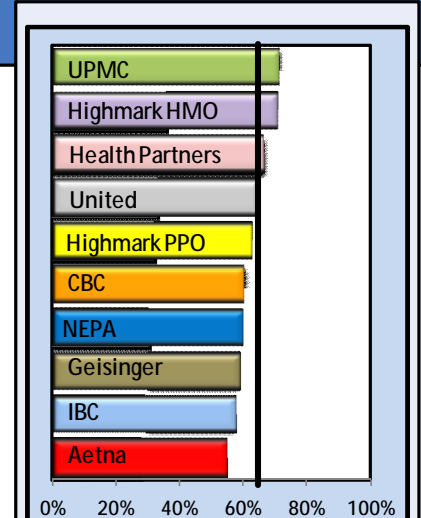 UPMC
Highmark HMO
Health Partners
United
Highmark PPO
CBC
NEPA
Geisinger
IBC
Aetna
0% 20% 40% 60% 80% 100%